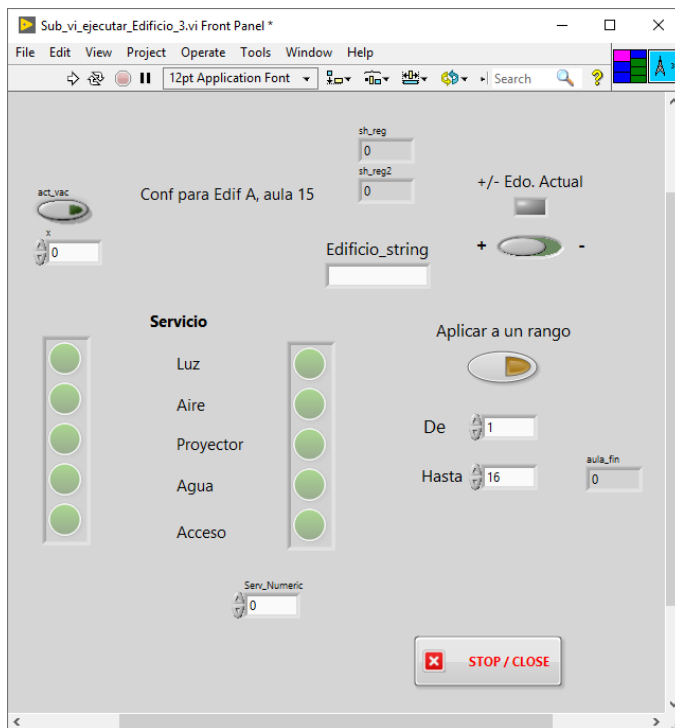 Sub_vi_ejecutar_Edificio_3.vi Front Panel *
File Edit View Project Operate Tools Window Help
12pt Application Font
Search
sh_reg
0
sh_reg2
0
act_vac
Conf para Edif A, aula 15
+/- Edo. Actual
x
0
Edificio_string
+ -
Servicio
Aplicar a un rango
Luz
Aire
De 1
Proyector
aula_fin
Hasta 16
0
Agua
Acceso
Serv_Numeric
0
STOP / CLOSE